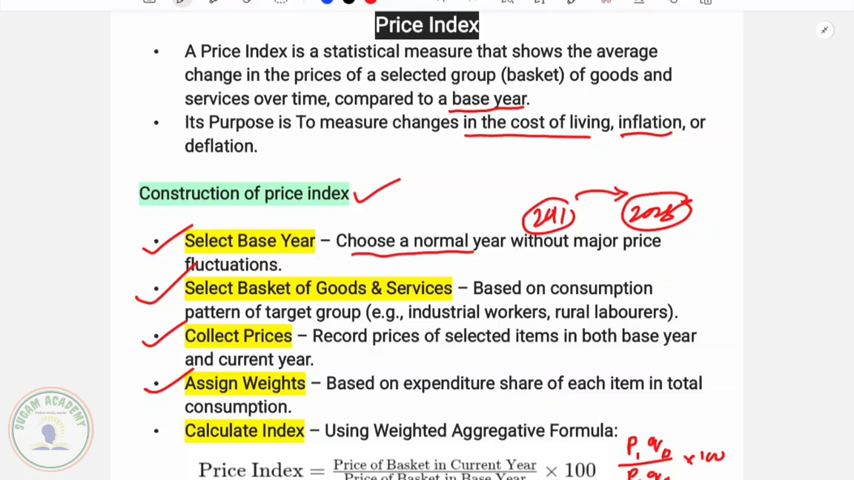 Price Index
• A Price Index is a statistical measure that shows the average
change in the prices of a selected group (basket) of goods and
services over time, compared to a base year.
• Its Purpose is To measure changes in the cost of living, inflation, or
deflation.
Construction of price index
• Select Base Year – Choose a normal year without major price
fluctuations.
• Select Basket of Goods & Services – Based on consumption
pattern of target group (e.g., industrial workers, rural labourers).
• Collect Prices – Record prices of selected items in both base year
and current year.
• Assign Weights – Based on expenditure share of each item in total
consumption.
• Calculate Index – Using Weighted Aggregative Formula:
Price Index = Price of Basket in Current Year / Price of Basket in Base Year × 100
P₁ q₀ × 100
SUGAM ACADEMY